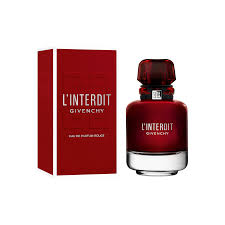 L'INTERDIT
GIVENCHY
EAU DE PARFUM ROUGE
L'INTERDIT
GIVENCHY